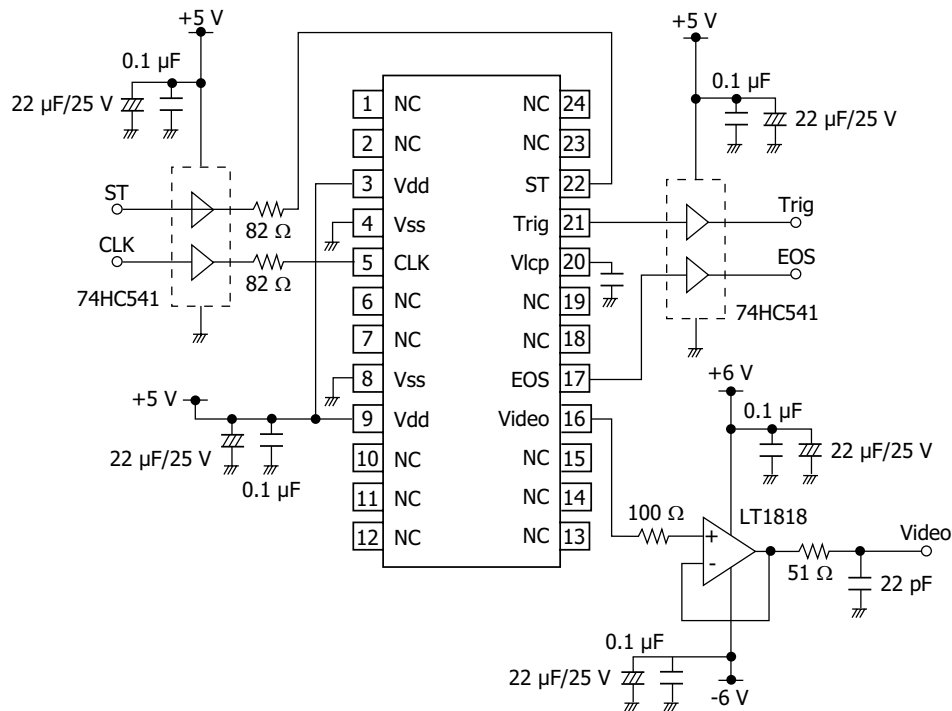 +5 V
0.1 µF
22 µF/25 V
ST
82 Ω
CLK
82 Ω
74HC541
+5 V
22 µF/25 V
0.1 µF
1 NC
2 NC
3 Vdd
4 Vss
5 CLK
6 NC
7 NC
8 Vss
9 Vdd
10 NC
11 NC
12 NC
NC 24
NC 23
ST 22
Trig 21
Vlcp 20
NC 19
NC 18
EOS 17
Video 16
NC 15
NC 14
NC 13
+5 V
0.1 µF
22 µF/25 V
Trig
EOS
74HC541
+6 V
0.1 µF
22 µF/25 V
LT1818
100 Ω
+
-
51 Ω
Video
22 pF
0.1 µF
22 µF/25 V
-6 V